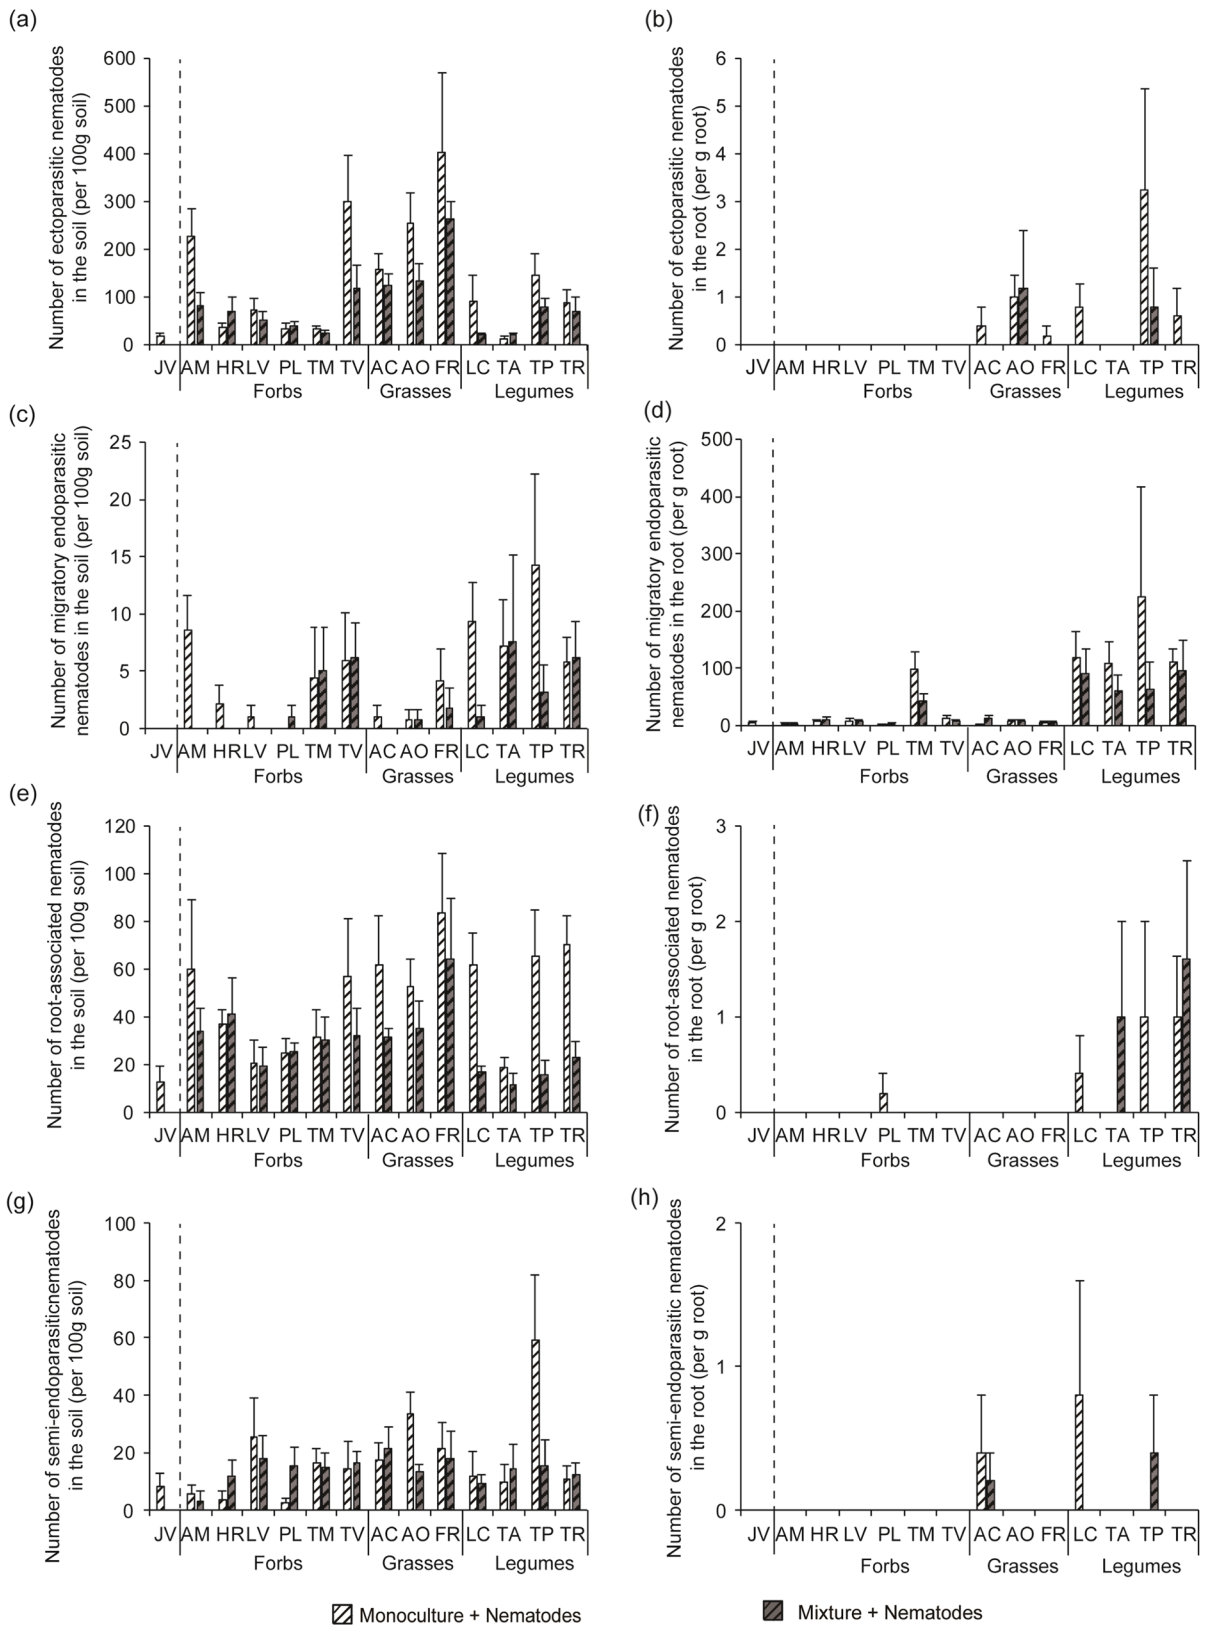 (a)
Number of ectoparasitic nematodes
in the soil (per 100g soil)
600
500
400
300
200
100
0
JV AM HR LV PL TM TV AC AO FR LC TA TP TR
Forbs Grasses Legumes
(b)
Number of ectoparasitic nematodes
in the root (per g root)
6
5
4
3
2
1
0
JV AM HR LV PL TM TV AC AO FR LC TA TP TR
Forbs Grasses Legumes
(c)
Number of migratory endoparasitic
nematodes in the soil (per 100g soil)
25
20
15
10
5
0
JV AM HR LV PL TM TV AC AO FR LC TA TP TR
Forbs Grasses Legumes
(d)
Number of migratory endoparasitic
nematodes in the root (per g root)
500
400
300
200
100
0
JV AM HR LV PL TM TV AC AO FR LC TA TP TR
Forbs Grasses Legumes
(e)
Number of root-associated nematodes
in the soil (per 100g soil)
120
100
80
60
40
20
0
JV AM HR LV PL TM TV AC AO FR LC TA TP TR
Forbs Grasses Legumes
(f)
Number of root-associated nematodes
in the root (per g root)
3
2
1
0
JV AM HR LV PL TM TV AC AO FR LC TA TP TR
Forbs Grasses Legumes
(g)
Number of semi-endoparasiticnematodes
in the soil (per 100g soil)
100
80
60
40
20
0
JV AM HR LV PL TM TV AC AO FR LC TA TP TR
Forbs Grasses Legumes
(h)
Number of semi-endoparasitic nematodes
in the root (per g root)
2
1
0
JV AM HR LV PL TM TV AC AO FR LC TA TP TR
Forbs Grasses Legumes
Monoculture + Nematodes
Mixture + Nematodes